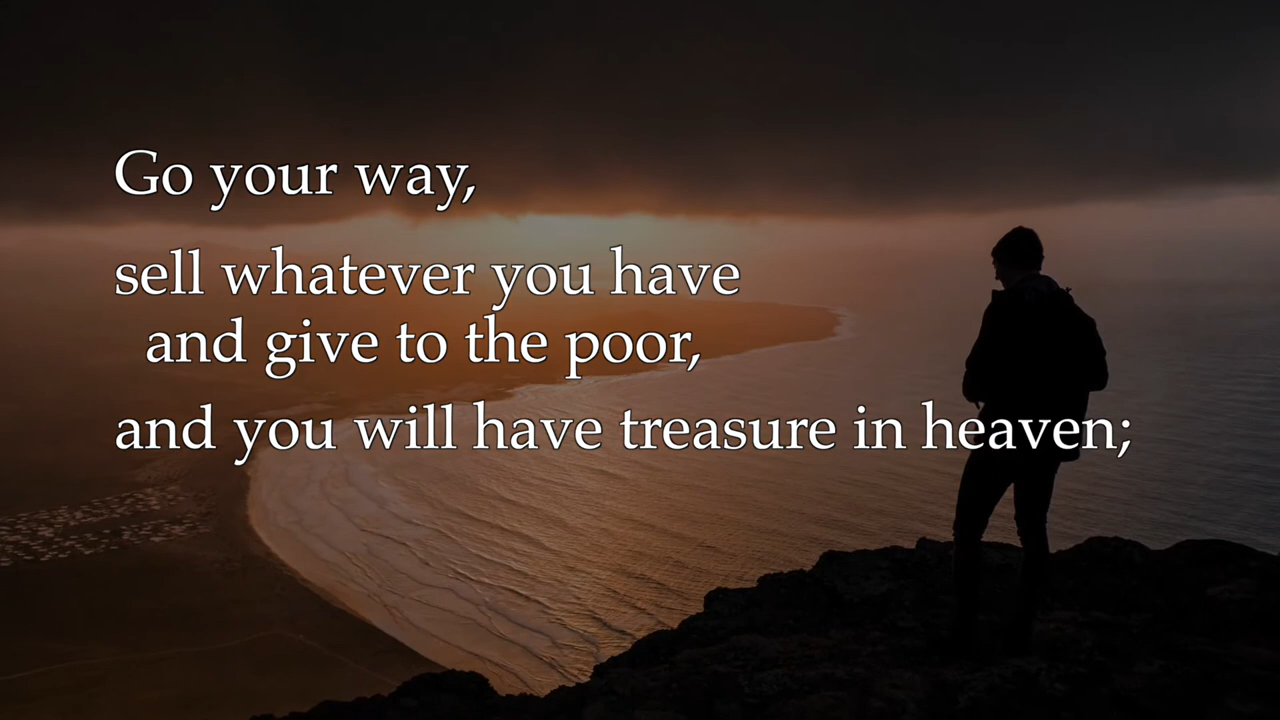 Go your way,
sell whatever you have
and give to the poor,
and you will have treasure in heaven;